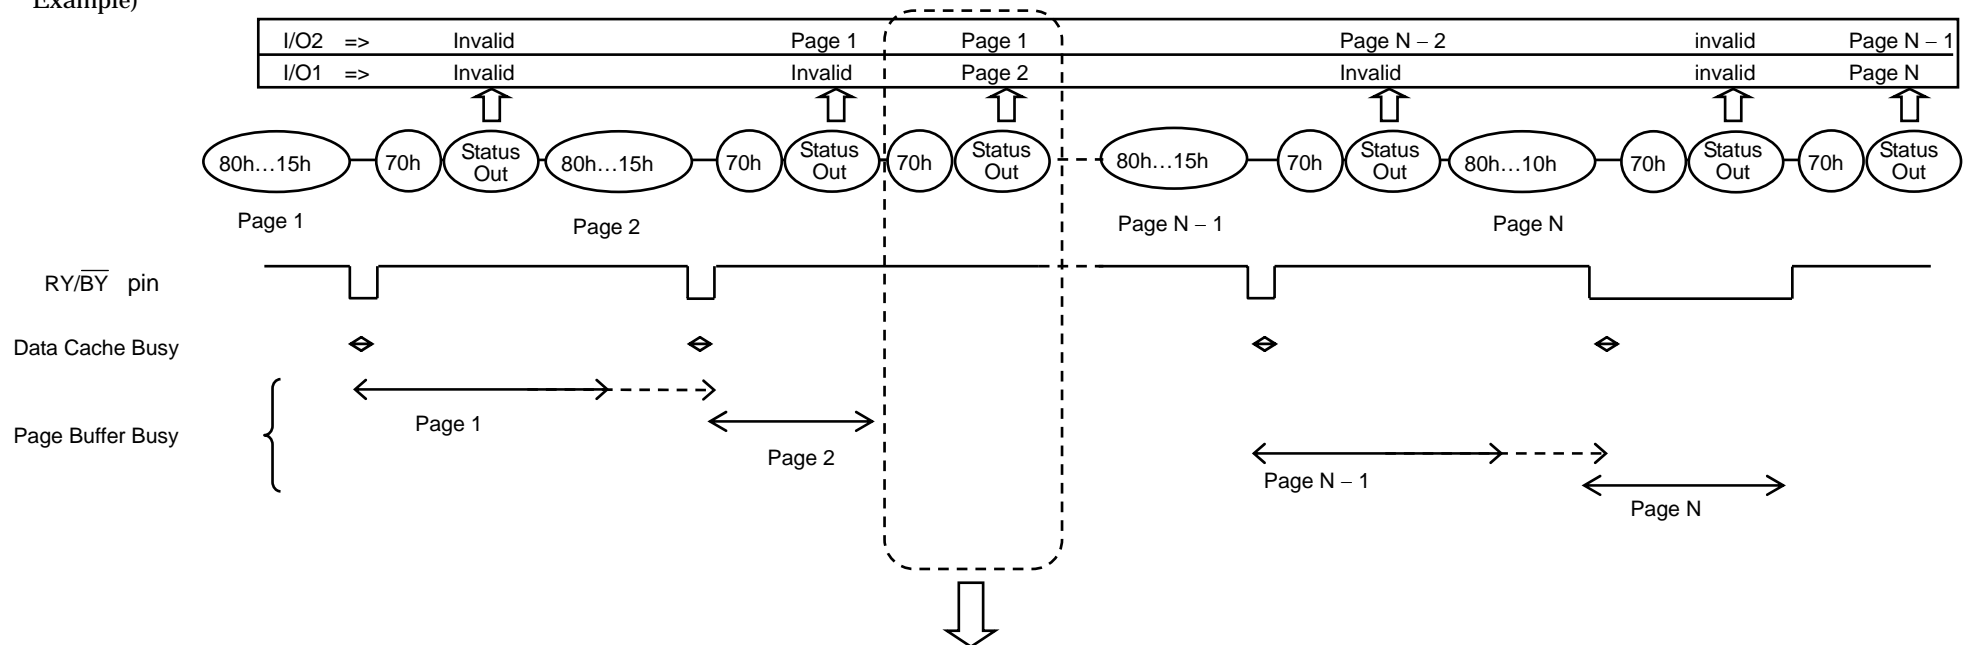 Example)
I/O2 => Invalid Page 1 Page 1 Page N − 2 invalid Page N − 1
I/O1 => Invalid Invalid Page 2 Invalid invalid Page N
80h…15h 70h Status Out 80h…15h 70h Status Out 70h Status Out 80h…15h 70h Status Out 80h…10h 70h Status Out 70h Status Out
Page 1 Page 2 Page N − 1 Page N
RY/BY pin
Data Cache Busy
Page Buffer Busy
Page 1
Page 2
Page N − 1
Page N